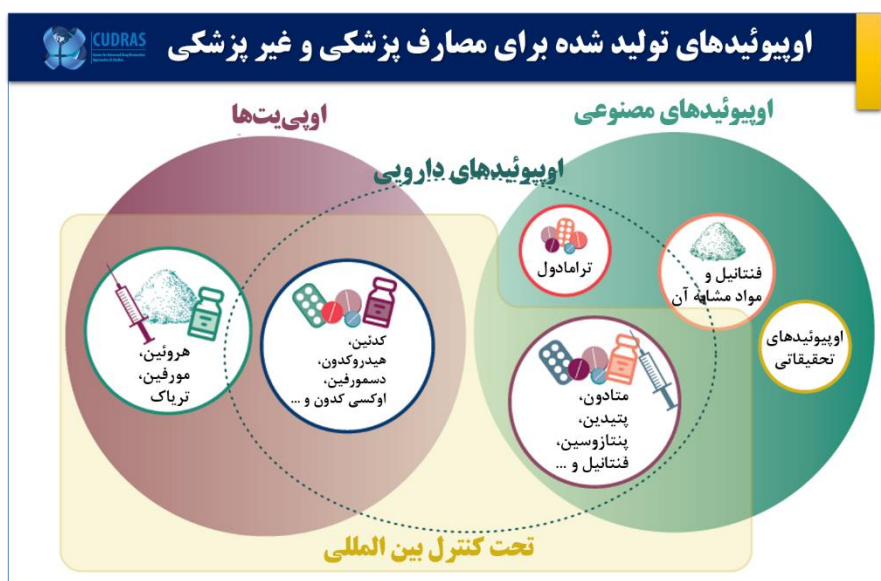 اوپیوئیدهای تولید شده برای مصارف پزشکی و غیر پزشکی
CUDRAS
اوپیوئیدهای مصنوعی
اوپی‌یت‌ها
اوپیوئیدهای دارویی
ترامادول
فنتانیل و
مواد مشابه آن
اوپیوئیدهای
تحقیقاتی
هروئین،
مورفین،
تریاک
کدئین،
هیدروکدون،
دسمورفین،
اوکسی کدون و ...
متادون،
پتیدین،
پنتازوسین،
فنتانیل و ...
تحت کنترل بین المللی